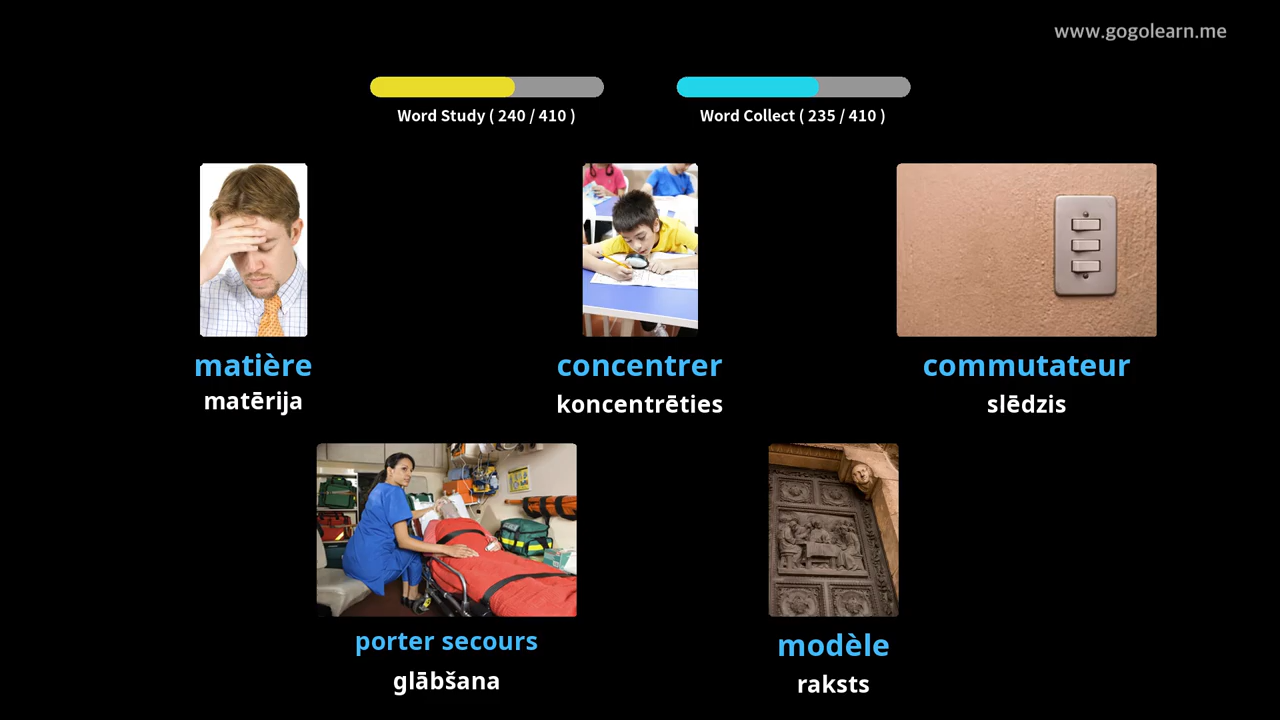 www.gogolearn.me
Word Study ( 240 / 410 )
Word Collect ( 235 / 410 )
matière
matērija
concentrer
koncentrēties
commutateur
slēdzis
porter secours
glābšana
modèle
raksts